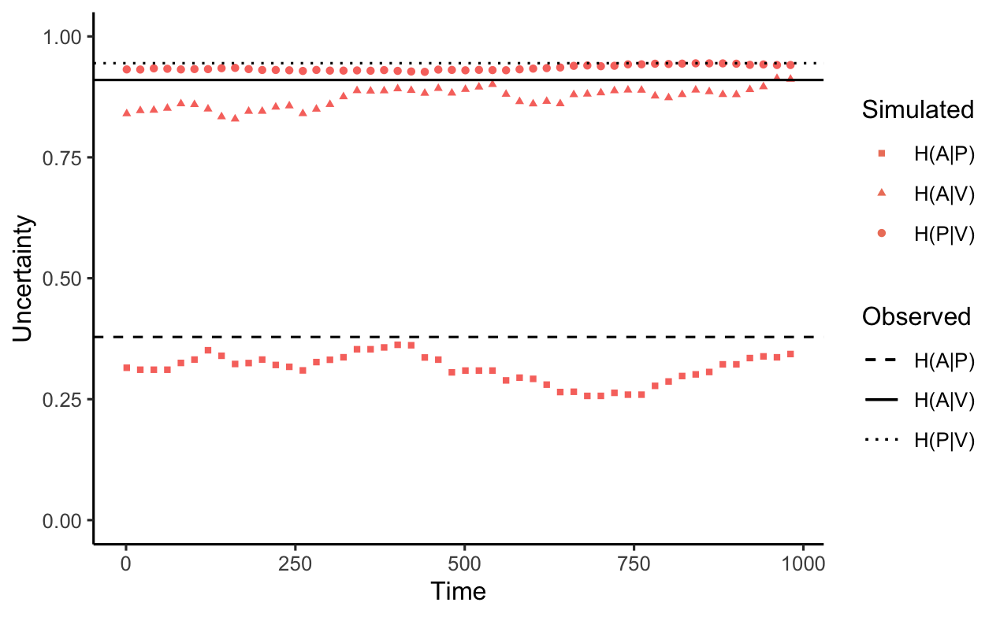 1.00
0.75
0.50
0.25
0.00
Uncertainty
0
250
500
750
1000
Time
Simulated
H(A|P)
H(A|V)
H(P|V)
Observed
H(A|P)
H(A|V)
H(P|V)